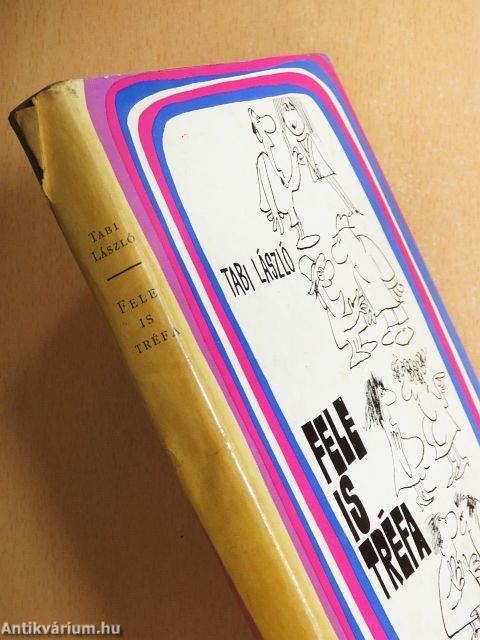 TABI
LÁSZLÓ
FELE
IS
TRÉFA
TABI LÁSZLÓ
FELE
IS
TRÉFA
Antikvárium.hu